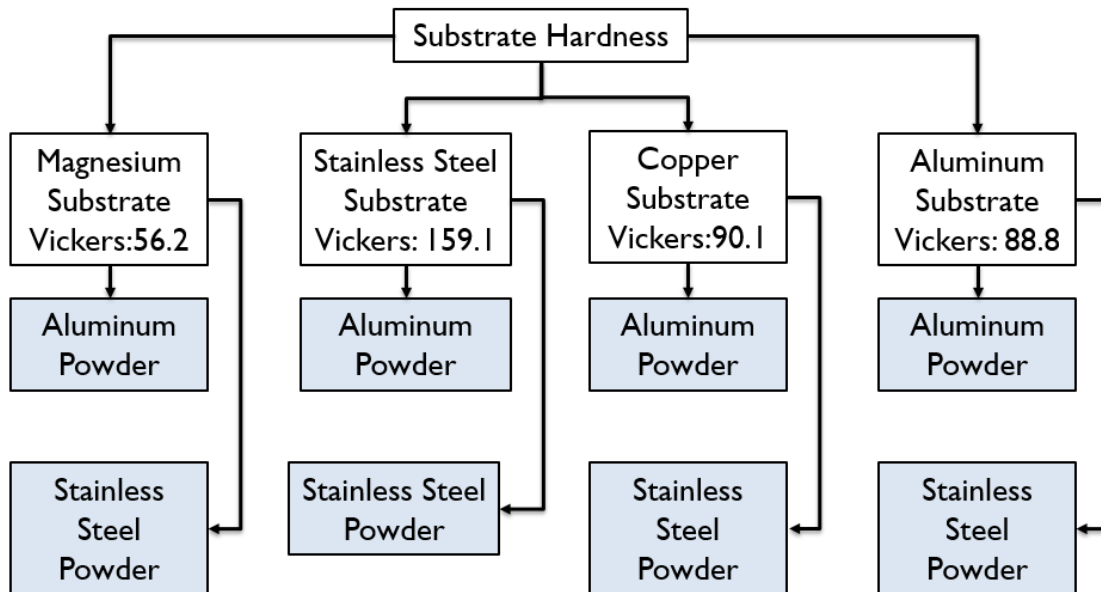 Substrate Hardness
Magnesium
Substrate
Vickers:56.2
Stainless Steel
Substrate
Vickers: 159.1
Copper
Substrate
Vickers:90.1
Aluminum
Substrate
Vickers: 88.8
Aluminum
Powder
Aluminum
Powder
Aluminum
Powder
Aluminum
Powder
Stainless
Steel
Powder
Stainless Steel
Powder
Stainless
Steel
Powder
Stainless
Steel
Powder